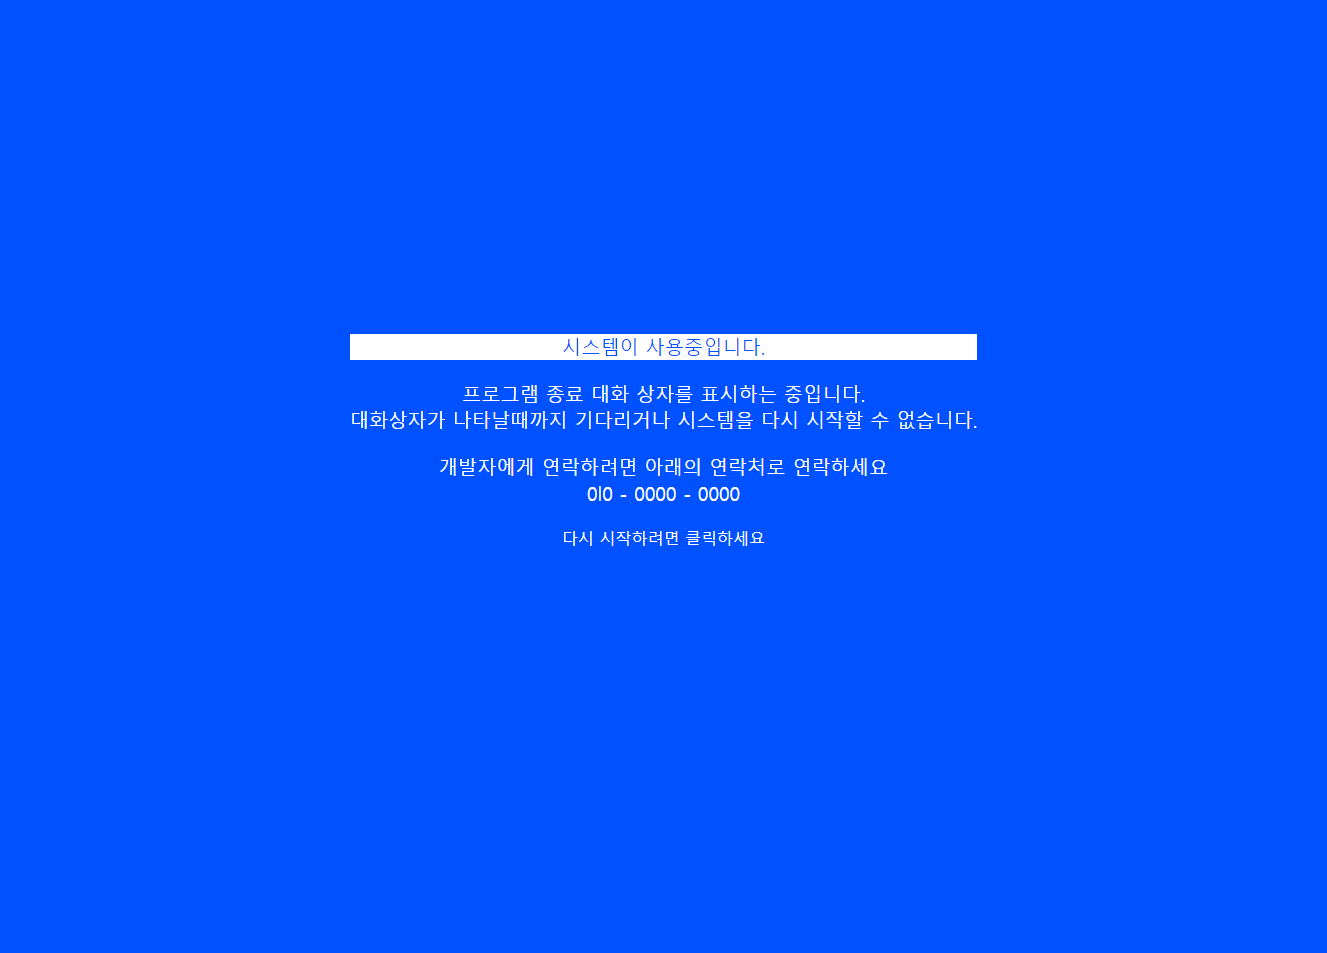 시스템이 사용중입니다.
프로그램 종료 대화 상자를 표시하는 중입니다.
대화상자가 나타날때까지 기다리거나 시스템을 다시 시작할 수 없습니다.
개발자에게 연락하려면 아래의 연락처로 연락하세요
010 - 0000 - 0000
다시 시작하려면 클릭하세요